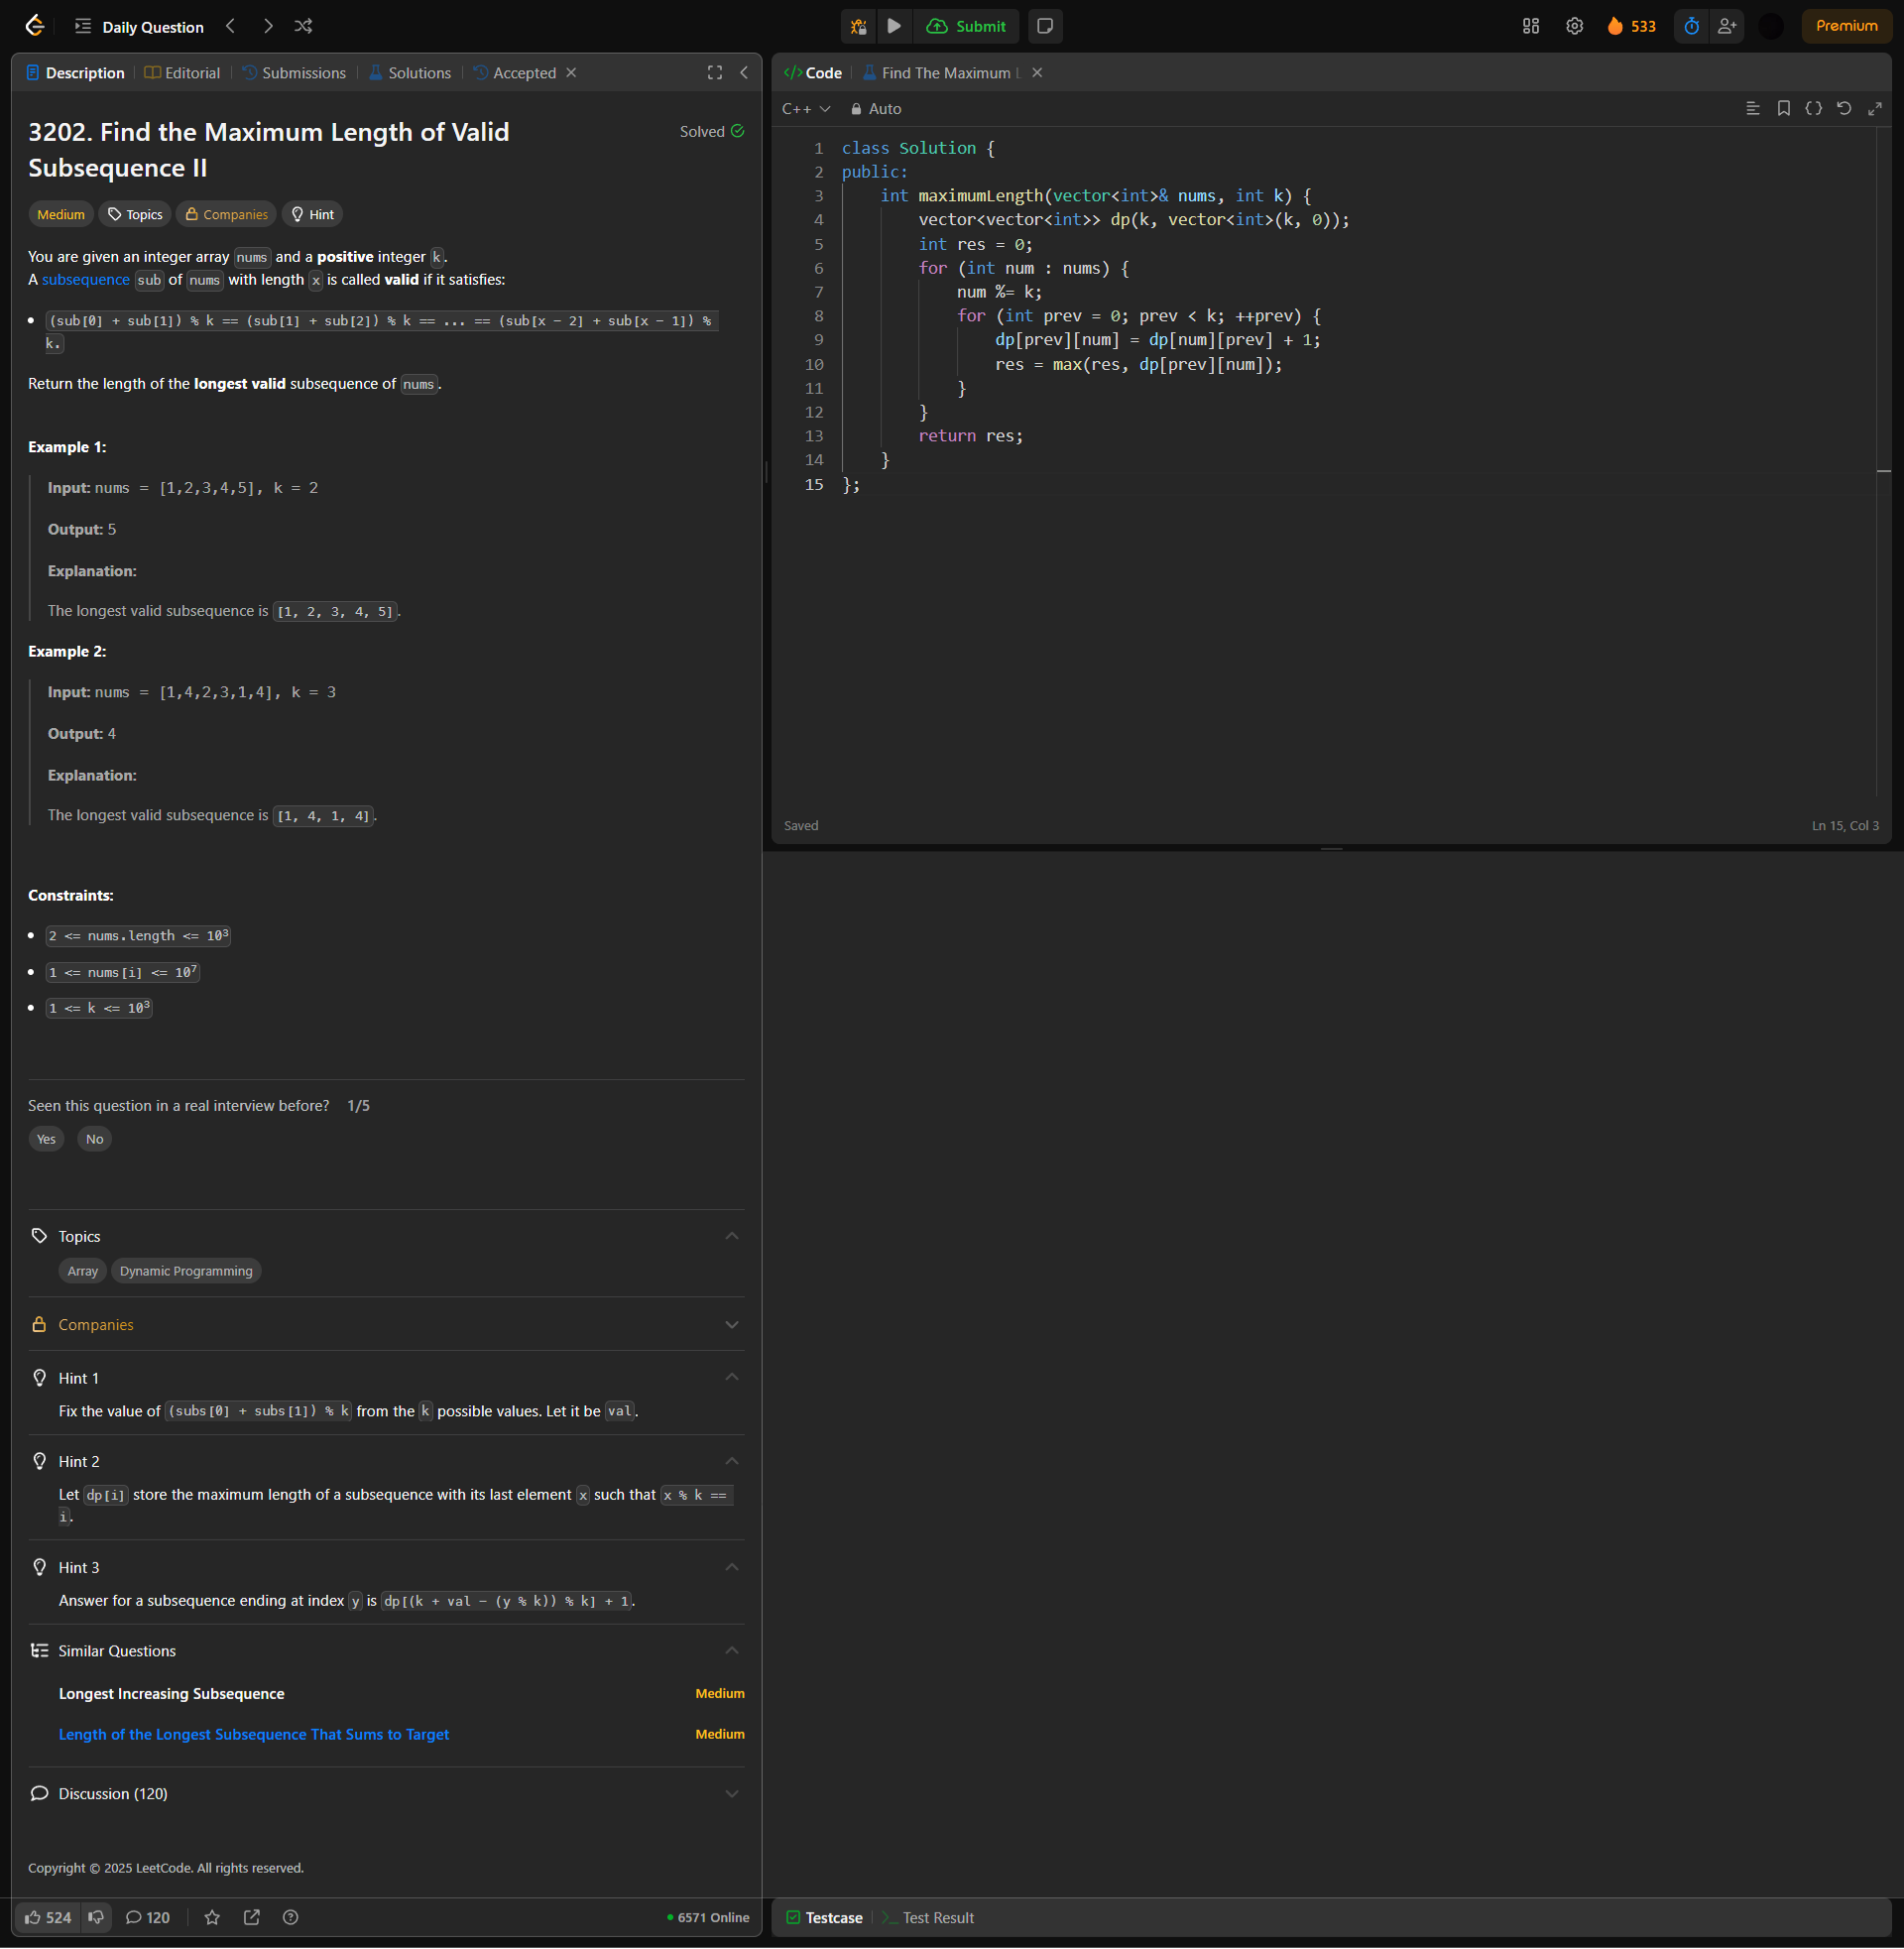 Daily Question
Submit
533
Premium
Description
Editorial
Submissions
Solutions
Accepted
3202. Find the Maximum Length of Valid
Subsequence II
Solved
Medium
Topics
Companies
Hint
You are given an integer array nums and a positive integer k.
A subsequence sub of nums with length x is called valid if it satisfies:
(sub[0] + sub[1]) % k == (sub[1] + sub[2]) % k == ... == (sub[x - 2] + sub[x - 1]) %
k.
Return the length of the longest valid subsequence of nums.
Example 1:
Input: nums = [1,2,3,4,5], k = 2
Output: 5
Explanation:
The longest valid subsequence is [1, 2, 3, 4, 5].
Example 2:
Input: nums = [1,4,2,3,1,4], k = 3
Output: 4
Explanation:
The longest valid subsequence is [1, 4, 1, 4].
Constraints:
2 <= nums.length <= 10³
1 <= nums[i] <= 10⁷
1 <= k <= 10³
Seen this question in a real interview before? 1/5
Yes No
Topics
Array Dynamic Programming
Companies
Hint 1
Fix the value of (subs[0] + subs[1]) % k from the k possible values. Let it be val.
Hint 2
Let dp[i] store the maximum length of a subsequence with its last element x such that x % k ==
i.
Hint 3
Answer for a subsequence ending at index y is dp[(k + val - (y % k)) % k] + 1.
Similar Questions
Longest Increasing Subsequence Medium
Length of the Longest Subsequence That Sums to Target Medium
Discussion (120)
Copyright © 2025 LeetCode. All rights reserved.
524
120
6571 Online
</> Code
Find The Maximum
C++
Auto
1 class Solution {
2 public:
3 int maximumLength(vector<int>& nums, int k) {
4 vector<vector<int>> dp(k, vector<int>(k, 0));
5 int res = 0;
6 for (int num : nums) {
7 num %= k;
8 for (int prev = 0; prev < k; ++prev) {
9 dp[prev][num] = dp[num][prev] + 1;
10 res = max(res, dp[prev][num]);
11 }
12 }
13 return res;
14 }
15 };
Saved
Ln 15, Col 3
Testcase
Test Result